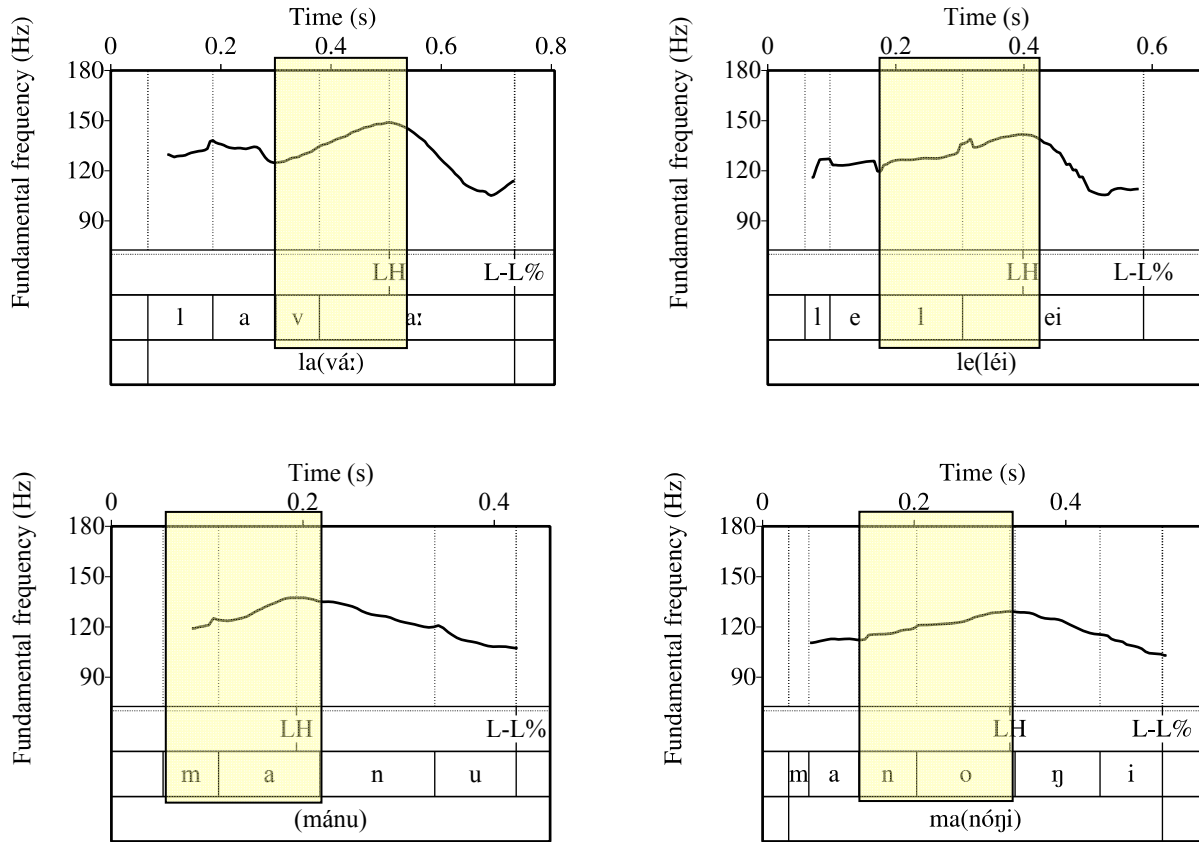 Time (s)
0 0.2 0.4 0.6 0.8
Fundamental frequency (Hz)
180
150
120
90
LH L-L%
l a v aː
la(váː)
Time (s)
0 0.2 0.4 0.6
Fundamental frequency (Hz)
180
150
120
90
LH L-L%
l e l ei
le(léi)
Time (s)
0 0.2 0.4
Fundamental frequency (Hz)
180
150
120
90
LH L-L%
m a n u
(mánu)
Time (s)
0 0.2 0.4
Fundamental frequency (Hz)
180
150
120
90
LH L-L%
m a n o ŋ i
ma(nóŋi)